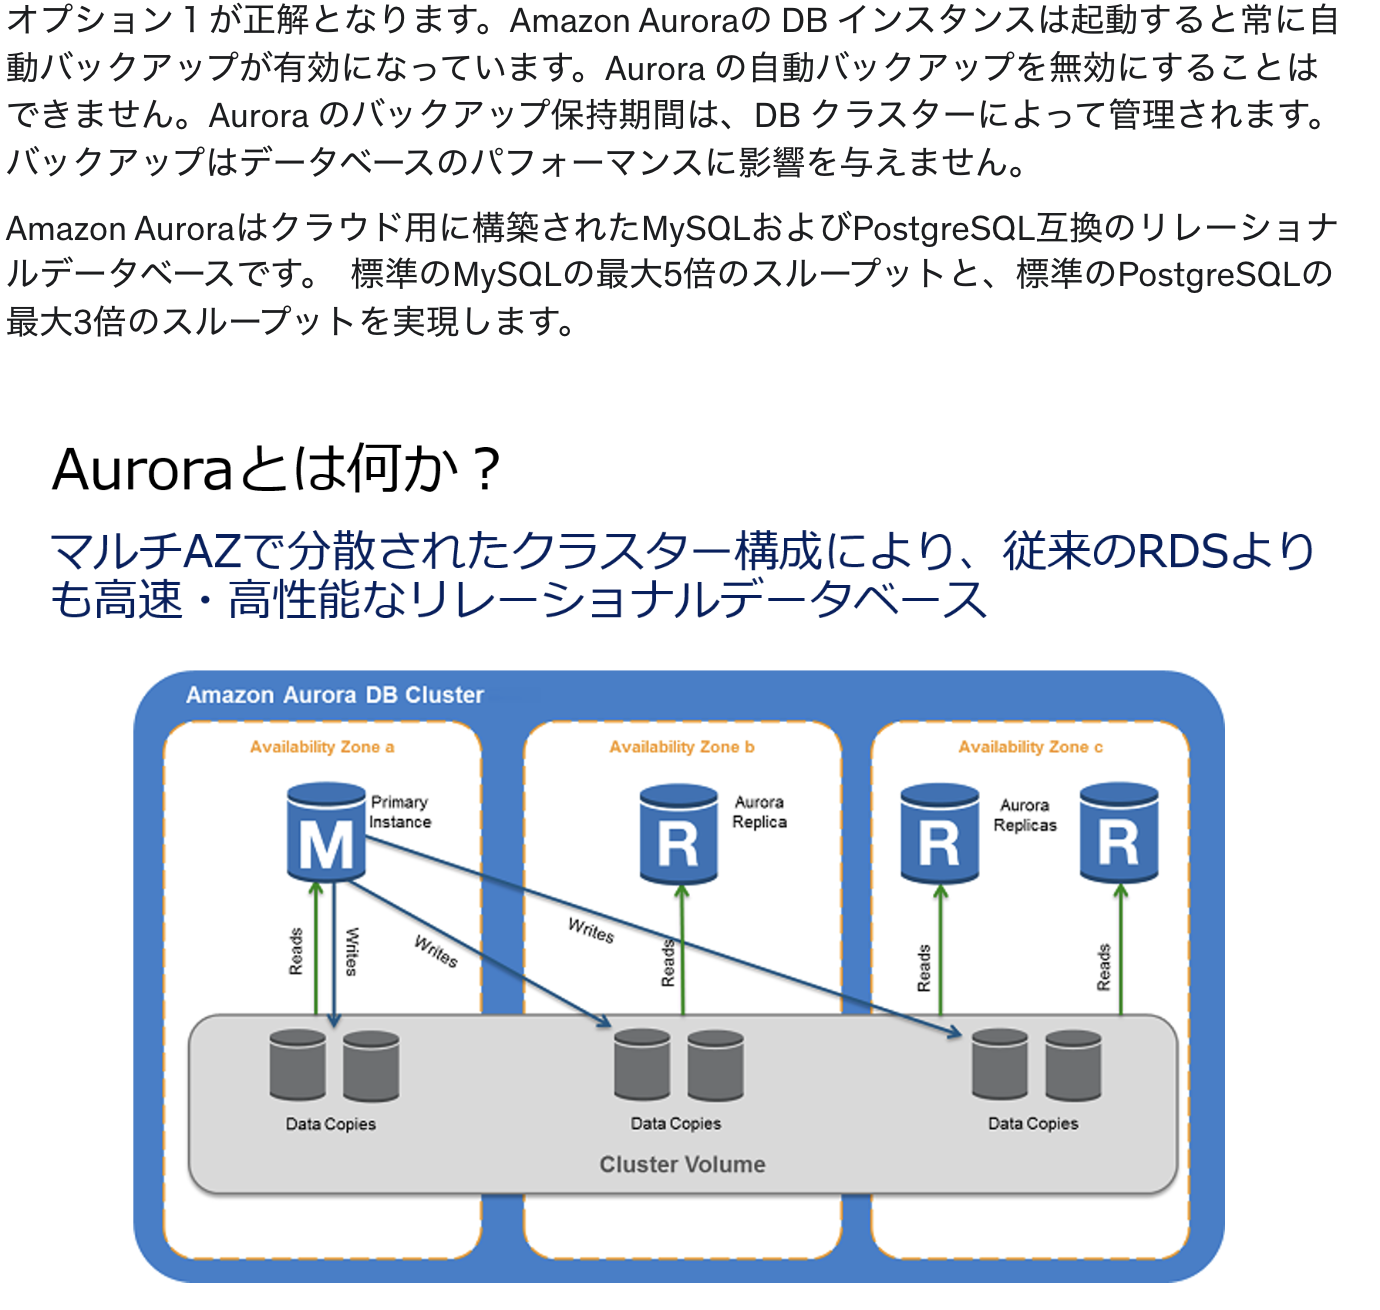 オプション 1 が正解となります。Amazon Auroraの DB インスタンスは起動すると常に自
動バックアップが有効になっています。Aurora の自動バックアップを無効にすることは
できません。Aurora のバックアップ保持期間は、DB クラスターによって管理されます。
バックアップはデータベースのパフォーマンスに影響を与えません。
Amazon Auroraはクラウド用に構築されたMySQLおよびPostgreSQL互換のリレーショナ
ルデータベースです。 標準のMySQLの最大5倍のスループットと、標準のPostgreSQLの
最大3倍のスループットを実現します。
Auroraとは何か？
マルチAZで分散されたクラスター構成により、従来のRDSより
も高速・高性能なリレーショナルデータベース
Amazon Aurora DB Cluster
Availability Zone a
Availability Zone b
Availability Zone c
M
Primary
Instance
R
Aurora
Replica
R
Aurora
Replicas
R
Reads
Writes
Writes
Writes
Reads
Reads
Reads
Data Copies
Data Copies
Data Copies
Cluster Volume